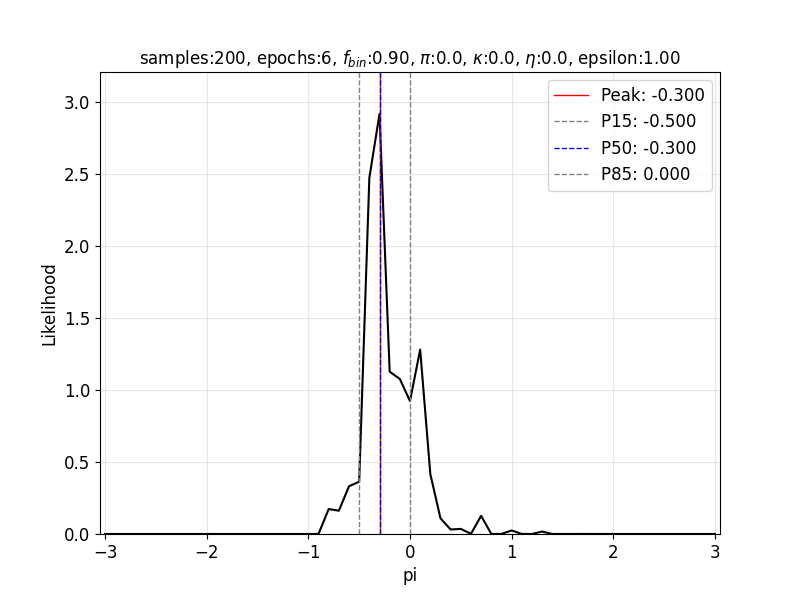 samples:200, epochs:6, f_bin:0.90, π:0.0, κ:0.0, η:0.0, epsilon:1.00
Peak: -0.300
P15: -0.500
P50: -0.300
P85: 0.000
3.0
2.5
2.0
1.5
1.0
0.5
0.0
Likelihood
−3 −2 −1 0 1 2 3
pi